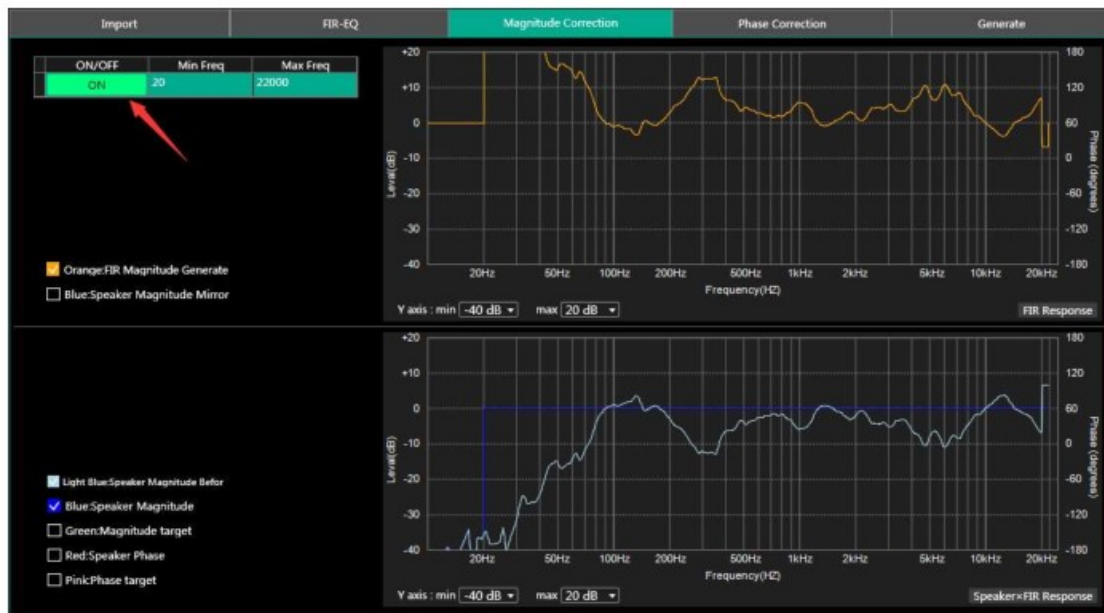 Import FIR-EQ Magnitude Correction Phase Correction Generate
ON/OFF Min Freq Max Freq
ON 20 22000
Orange:FIR Magnitude Generate
Blue:Speaker Magnitude Mirror
+20
+10
0
-10
-20
-30
-40
Leval(dB)
180
120
60
0
-60
-120
-180
Phase (degrees)
20Hz 50Hz 100Hz 200Hz 500Hz 1kHz 2kHz 5kHz 10kHz 20kHz
Frequency(HZ)
Y axis : min -40 dB max 20 dB FIR Response
Light Blue:Speaker Magnitude Befor
Blue:Speaker Magnitude
Green:Magnitude target
Red:Speaker Phase
Pink:Phase target
+20
+10
0
-10
-20
-30
-40
Leval(dB)
180
120
60
0
-60
-120
-180
Phase (degrees)
20Hz 50Hz 100Hz 200Hz 500Hz 1kHz 2kHz 5kHz 10kHz 20kHz
Frequency(HZ)
Y axis : min -40 dB max 20 dB Speaker×FIR Response